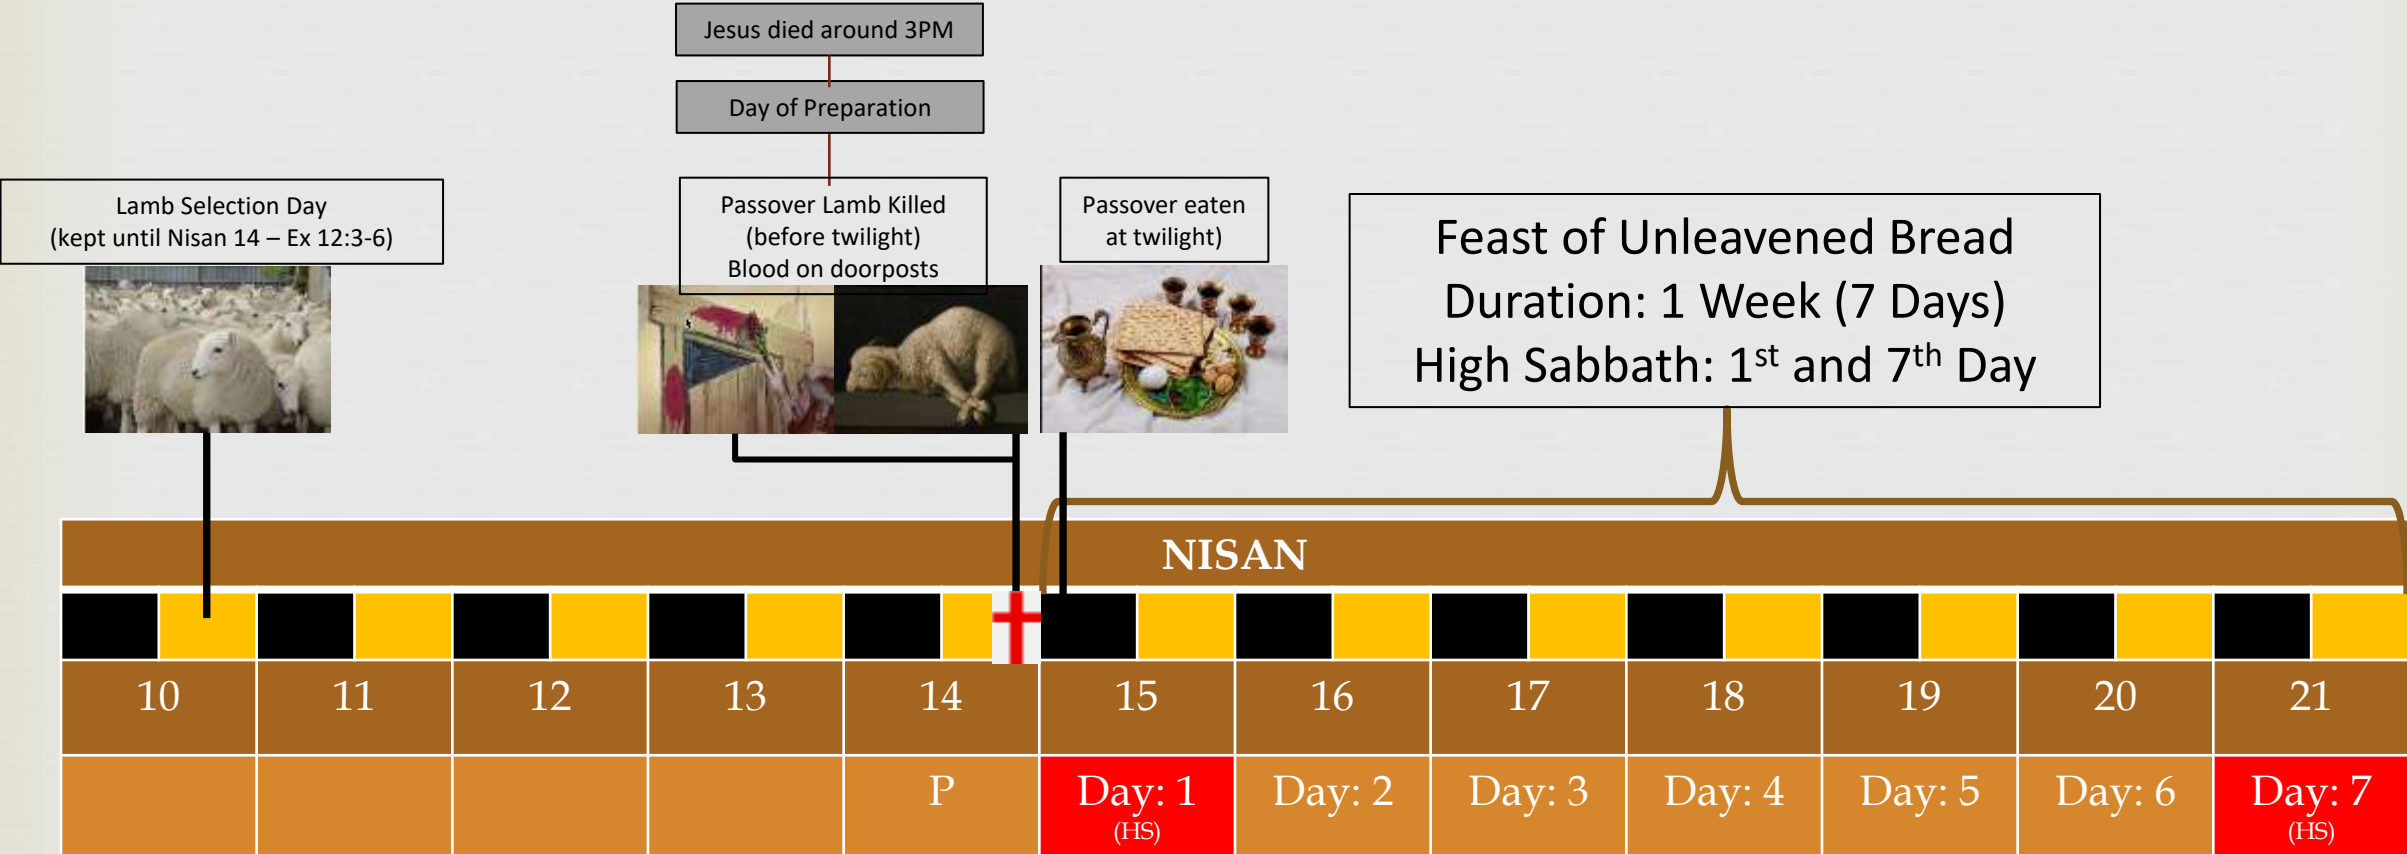 Jesus died around 3PM
Day of Preparation
Lamb Selection Day
(kept until Nisan 14 – Ex 12:3-6)
Passover Lamb Killed
(before twilight)
Blood on doorposts
Passover eaten
at twilight)
Feast of Unleavened Bread
Duration: 1 Week (7 Days)
High Sabbath: 1st and 7th Day
NISAN
10 11 12 13 14 15 16 17 18 19 20 21
P Day: 1 Day: 2 Day: 3 Day: 4 Day: 5 Day: 6 Day: 7
(HS) (HS)